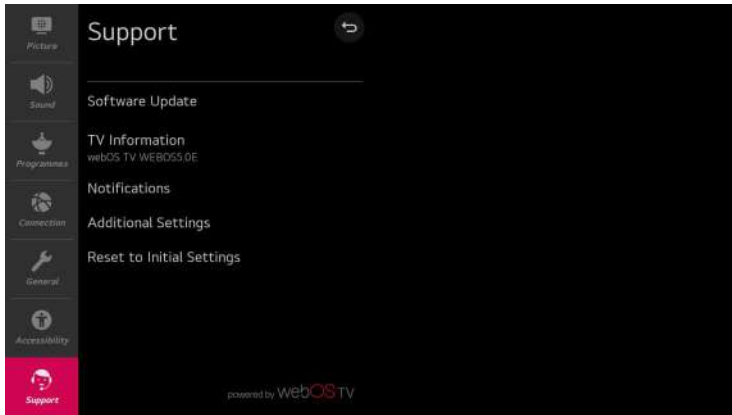 Picture
Sound
Programmes
Connection
General
Accessibility
Support
Support
Software Update
TV Information
webOS TV WEBOS5.0E
Notifications
Additional Settings
Reset to Initial Settings
powered by webOS TV